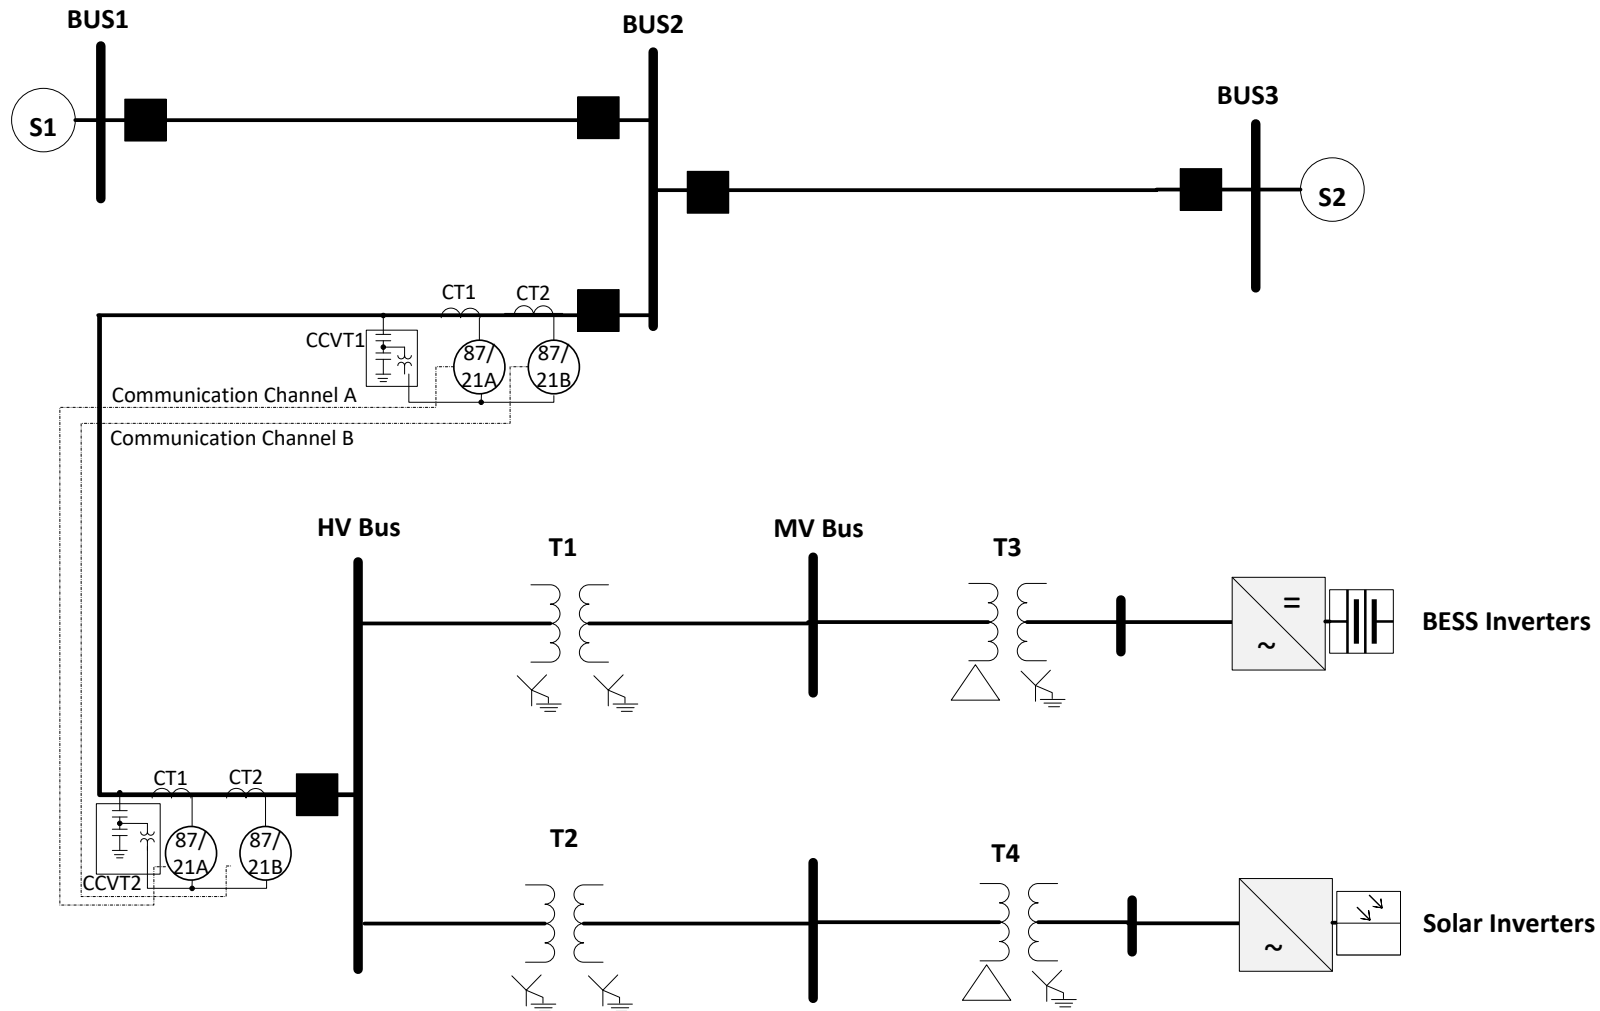 BUS1
BUS2
BUS3
S1
S2
CT1
CT2
CCVT1
87/
21A
87/
21B
Communication Channel A
Communication Channel B
HV Bus
T1
MV Bus
T3
=
~
BESS Inverters
CT1
CT2
87/
21A
87/
21B
CCVT2
T2
T4
~
Solar Inverters